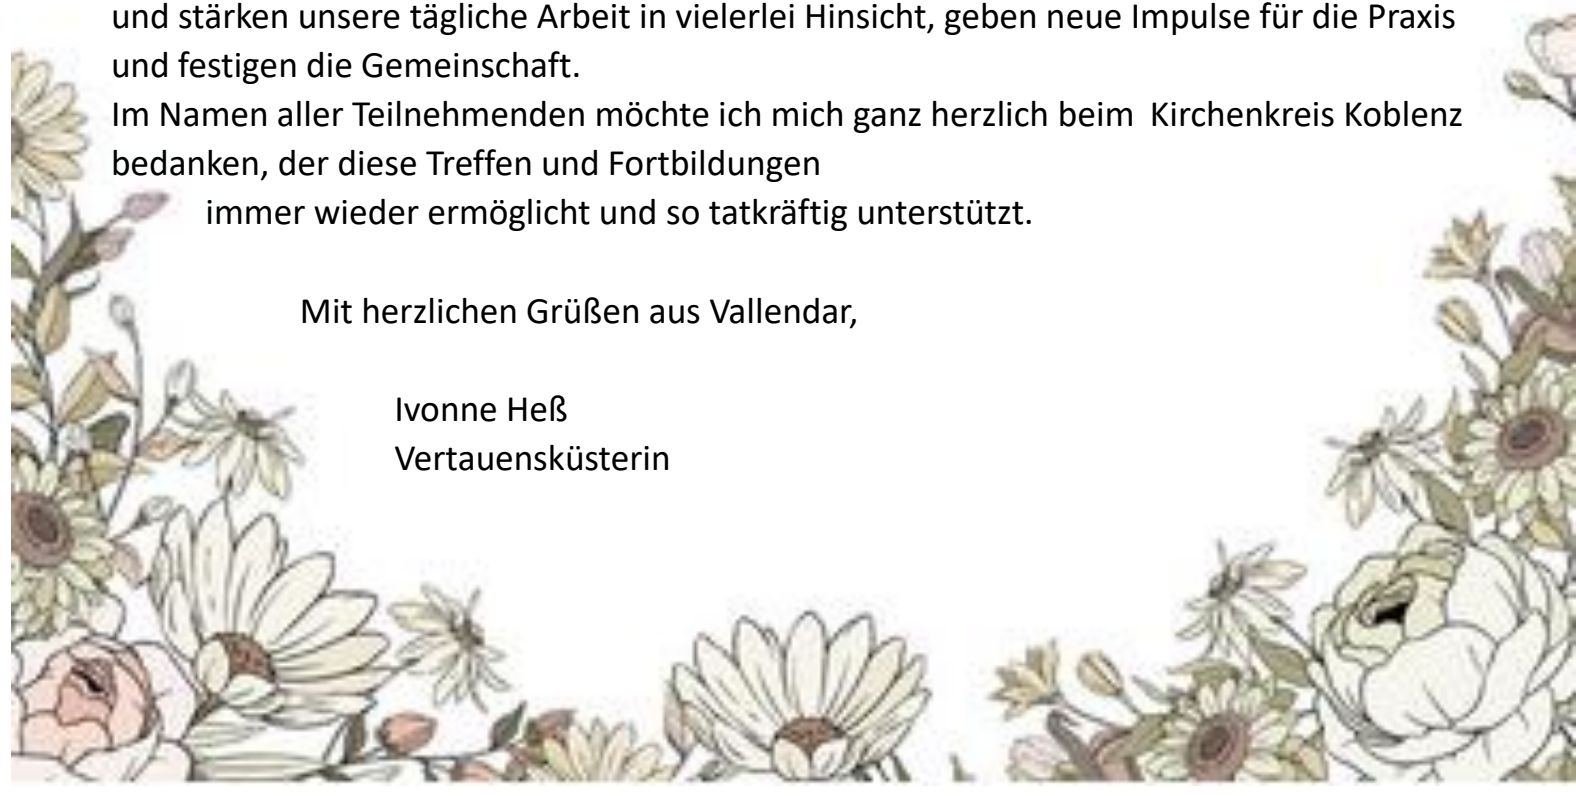 und stärken unsere tägliche Arbeit in vielerlei Hinsicht, geben neue Impulse für die Praxis
und festigen die Gemeinschaft.
Im Namen aller Teilnehmenden möchte ich mich ganz herzlich beim Kirchenkreis Koblenz
bedanken, der diese Treffen und Fortbildungen
immer wieder ermöglicht und so tatkräftig unterstützt.
Mit herzlichen Grüßen aus Vallendar,
Ivonne Heß
Vertauensküsterin